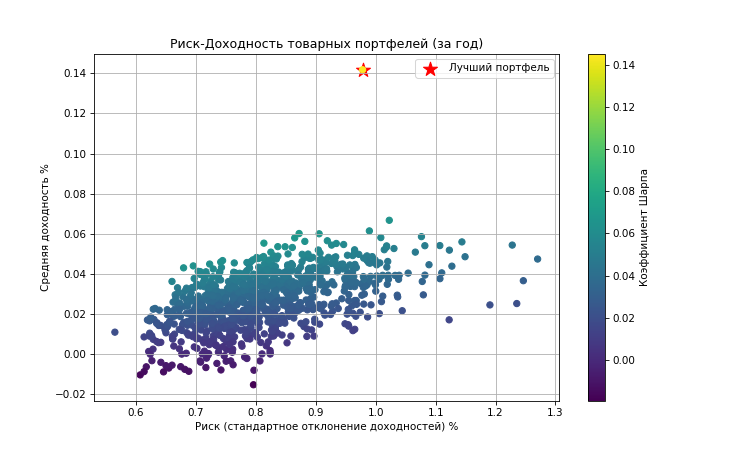 Риск-Доходность товарных портфелей (за год)
Лучший портфель
Средняя доходность %
0.14
0.12
0.10
0.08
0.06
0.04
0.02
0.00
−0.02
0.6 0.7 0.8 0.9 1.0 1.1 1.2 1.3
Риск (стандартное отклонение доходностей) %
0.14
0.12
0.10
0.08
0.06
0.04
0.02
0.00
Коэффициент Шарпа